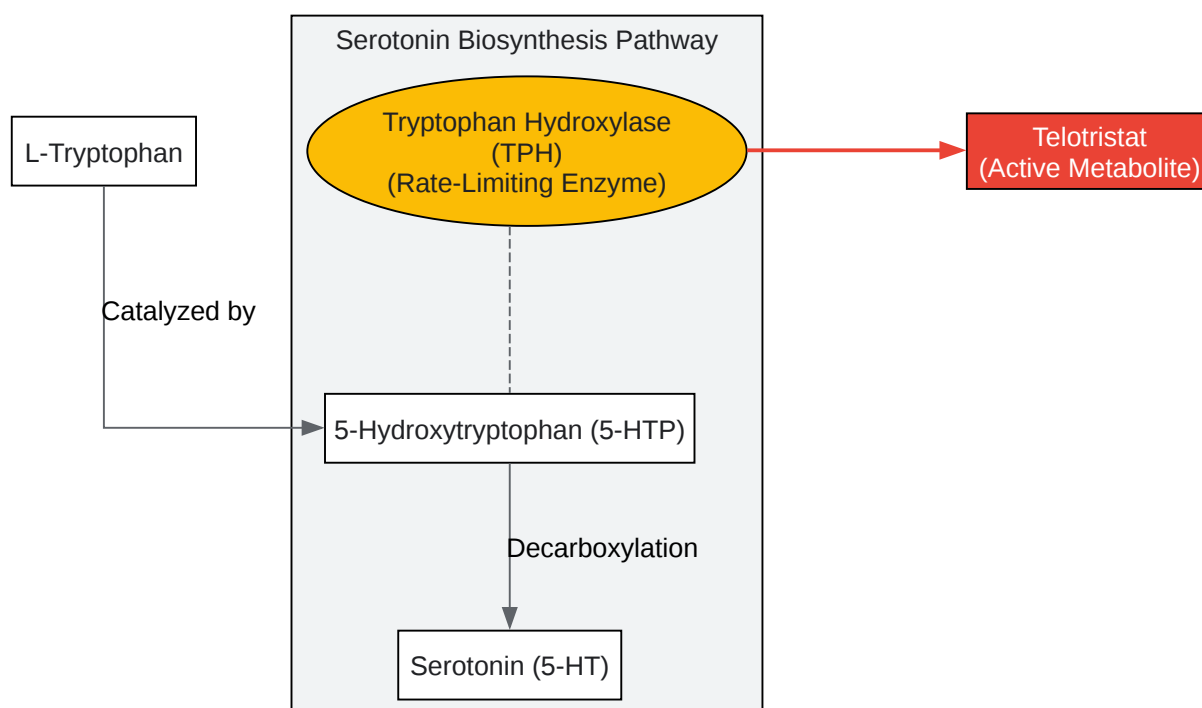 Serotonin Biosynthesis Pathway
L-Tryptophan
Tryptophan Hydroxylase
(TPH)
(Rate-Limiting Enzyme)
Telotristat
(Active Metabolite)
Catalyzed by
5-Hydroxytryptophan (5-HTP)
Decarboxylation
Serotonin (5-HT)